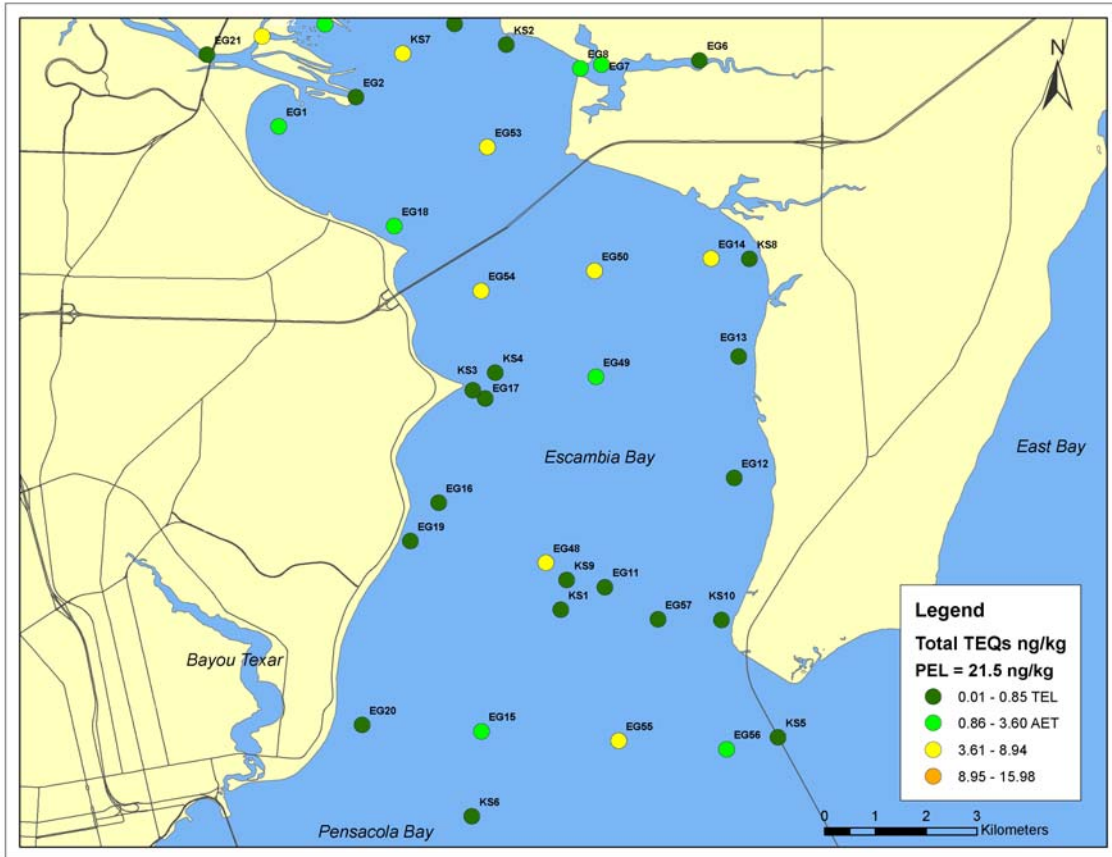 KS2
EG21
KS7
EG6
EG8
EG7
N
EG2
EG1
EG53
EG18
EG14
KS8
EG50
EG54
EG13
KS4
KS3
EG49
EG17
Escambia Bay
East Bay
EG12
EG16
EG19
EG48
KS9
EG11
KS1
EG57
KS10
Legend
Total TEQs ng/kg
PEL = 21.5 ng/kg
0.01 - 0.85 TEL
0.86 - 3.60 AET
3.61 - 8.94
8.95 - 15.98
Bayou Texar
EG20
EG15
EG55
EG56
KS5
KS6
Pensacola Bay
0 0.5 1 2 3
Kilometers